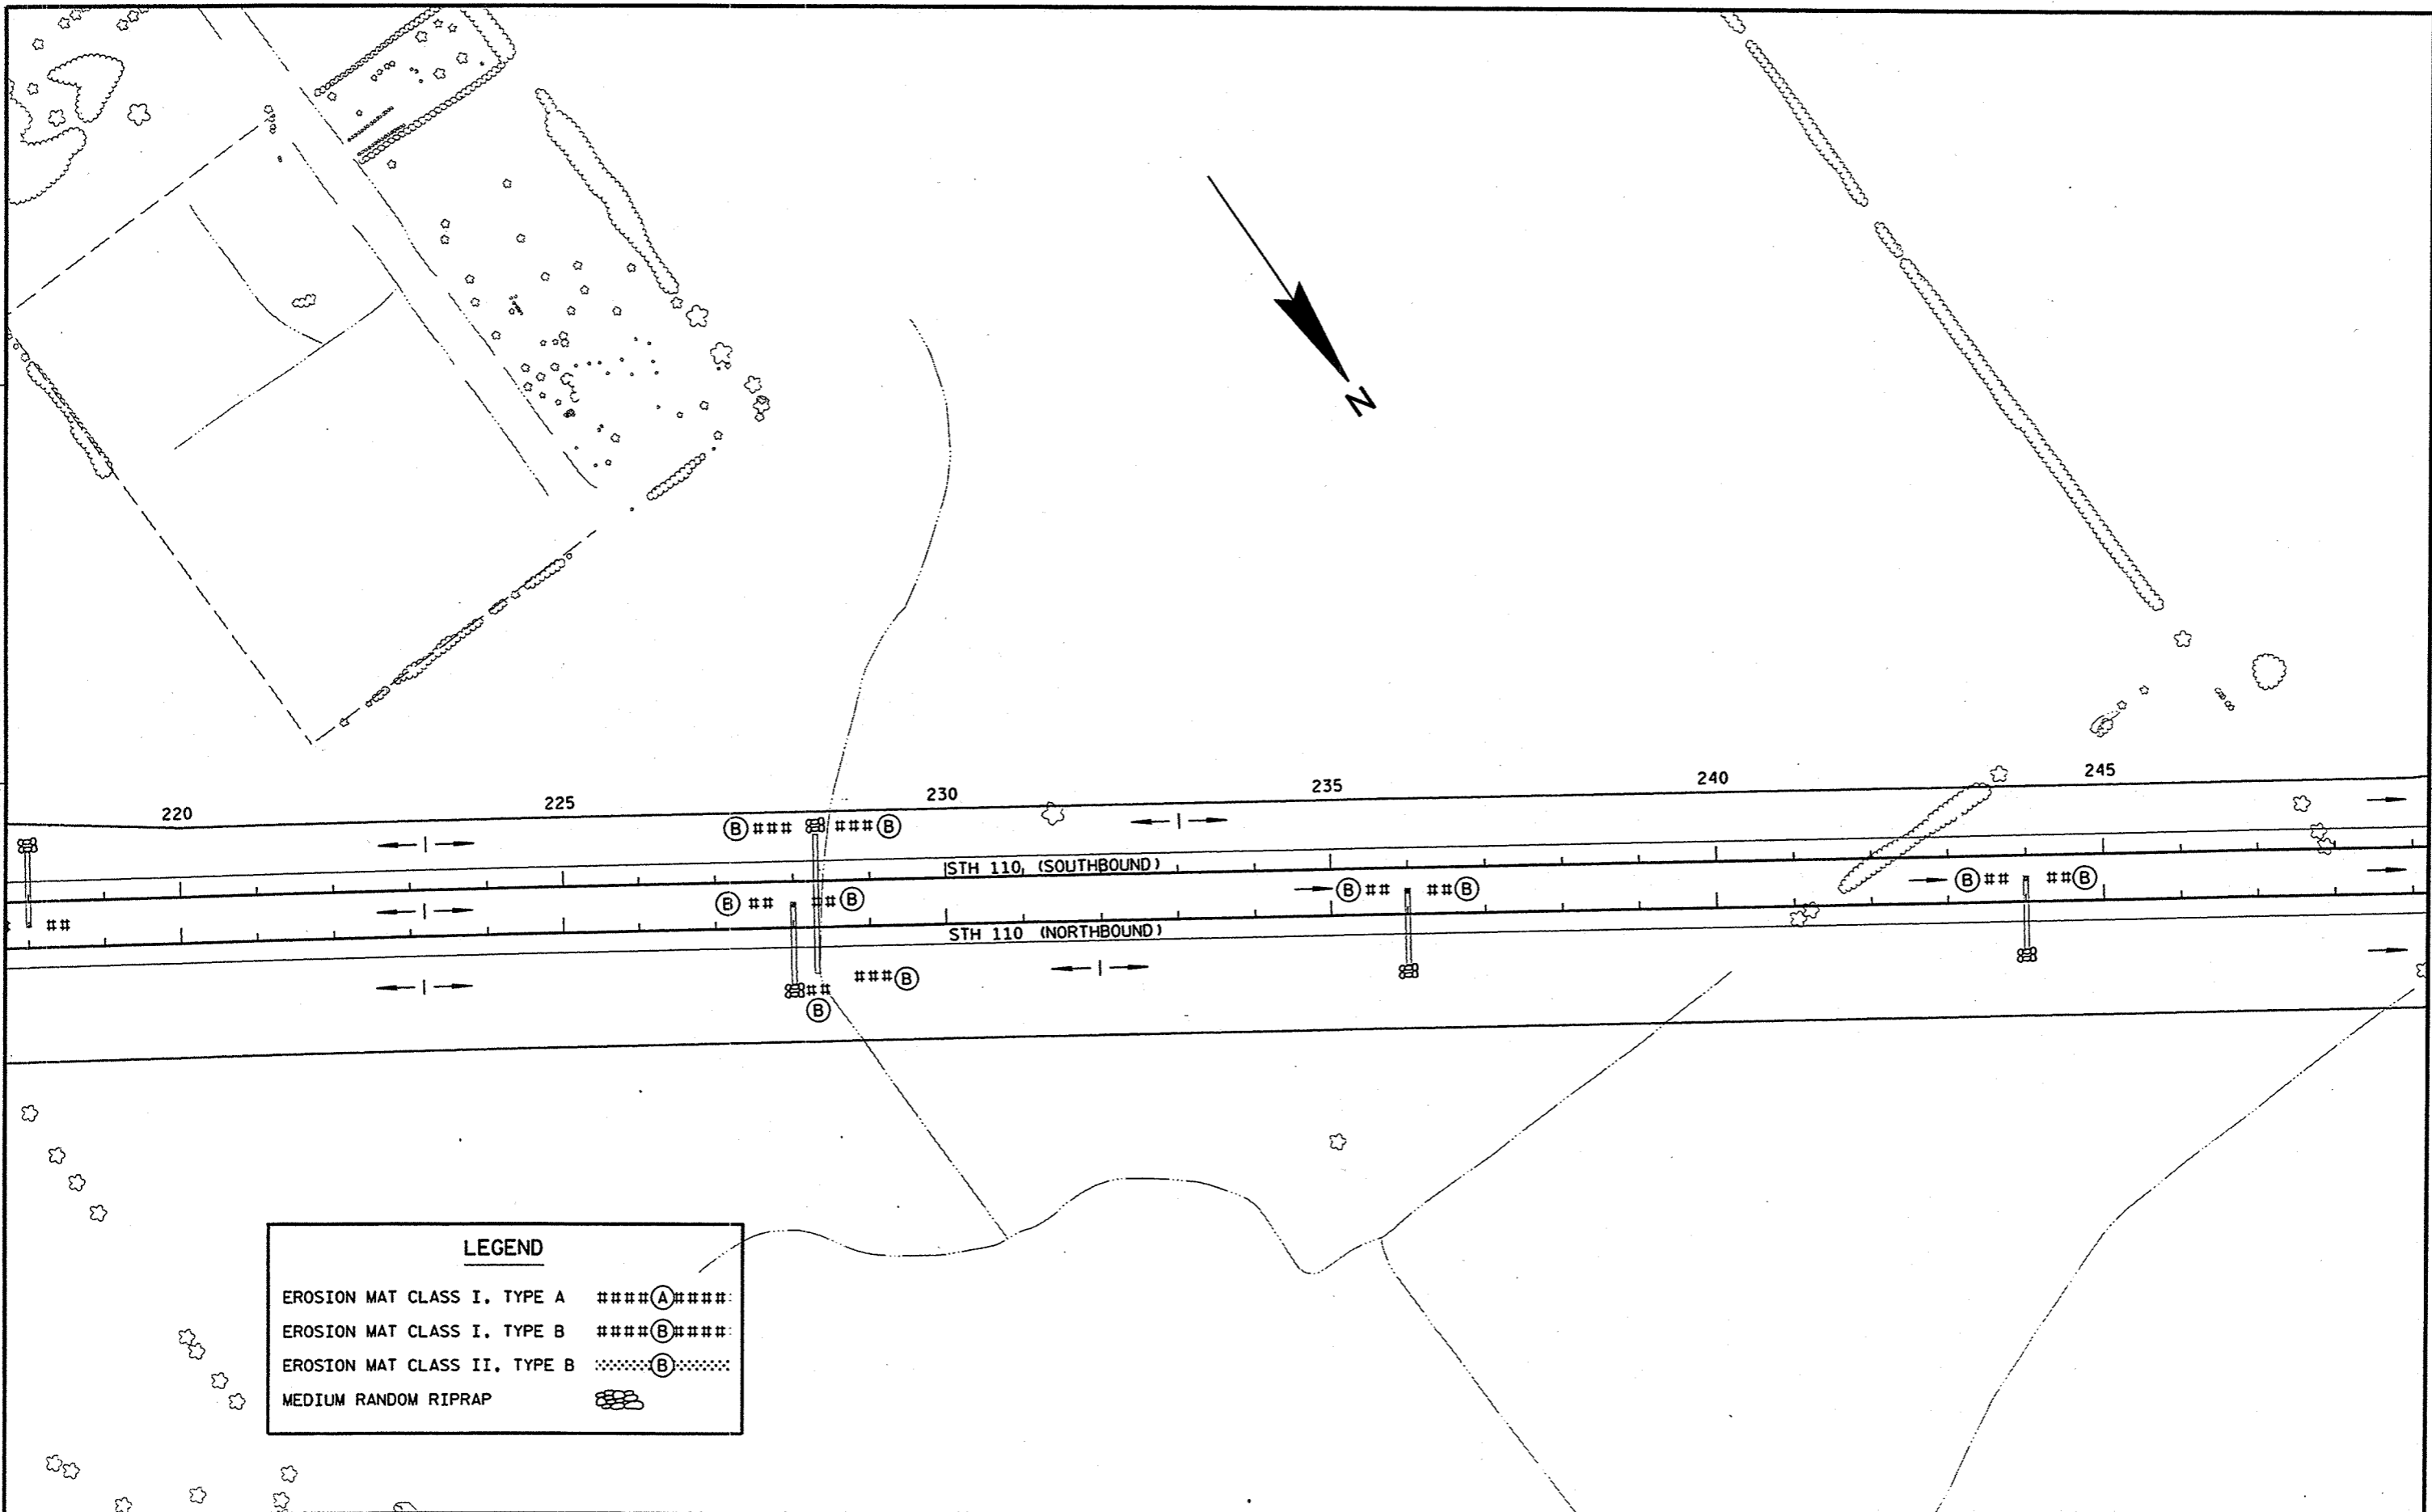 N
220 225 230 235 240 245
Ⓑ ### ###Ⓑ
STH 110 (SOUTHBOUND)
Ⓑ ## ##Ⓑ Ⓑ## ##Ⓑ Ⓑ## ##Ⓑ
##
STH 110 (NORTHBOUND)
###Ⓑ
##
Ⓑ
LEGEND
EROSION MAT CLASS I, TYPE A ####Ⓐ####
EROSION MAT CLASS I, TYPE B ####Ⓑ####
EROSION MAT CLASS II, TYPE B Ⓑ
MEDIUM RANDOM RIPRAP